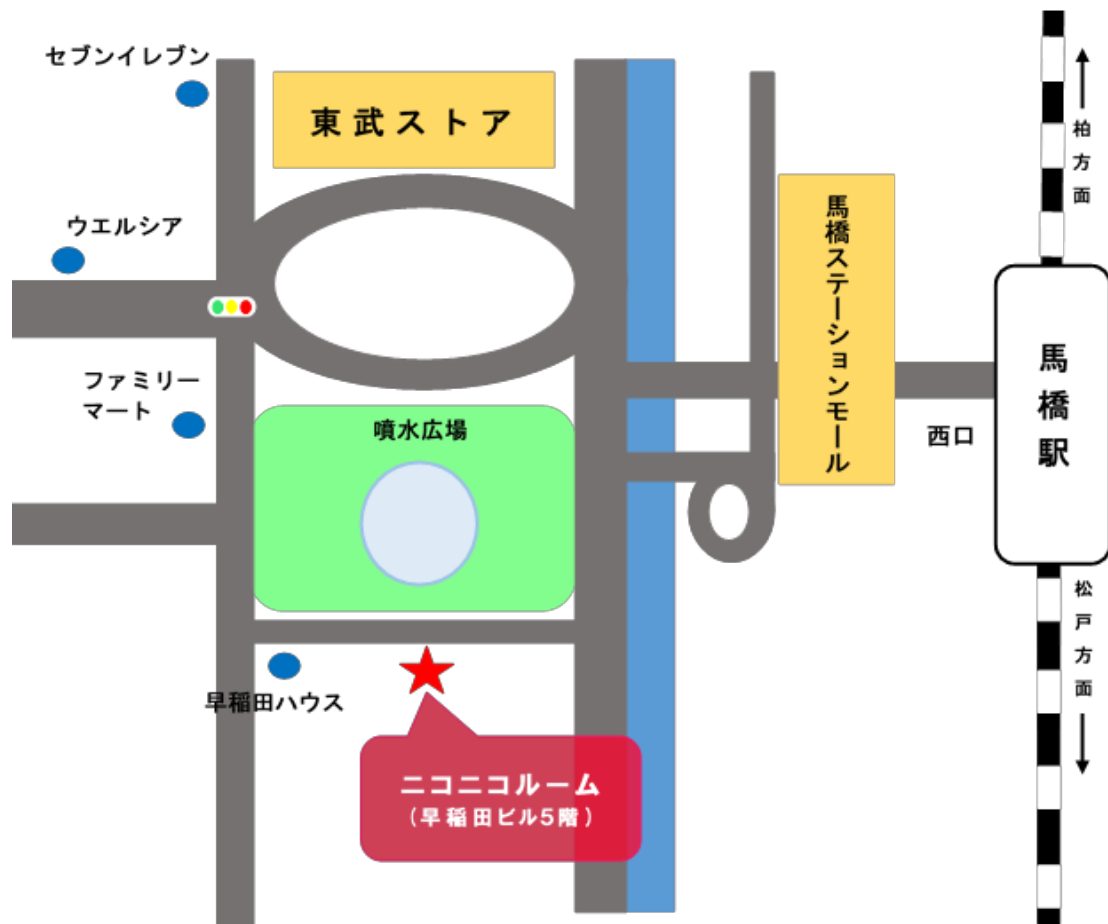 セブンイレブン
東武ストア
柏方面
馬橋ステーションモール
ウエルシア
馬橋駅
ファミリー
マート
噴水広場
西口
松戸方面
早稲田ハウス
ニコニコルーム
(早稲田ビル5階)